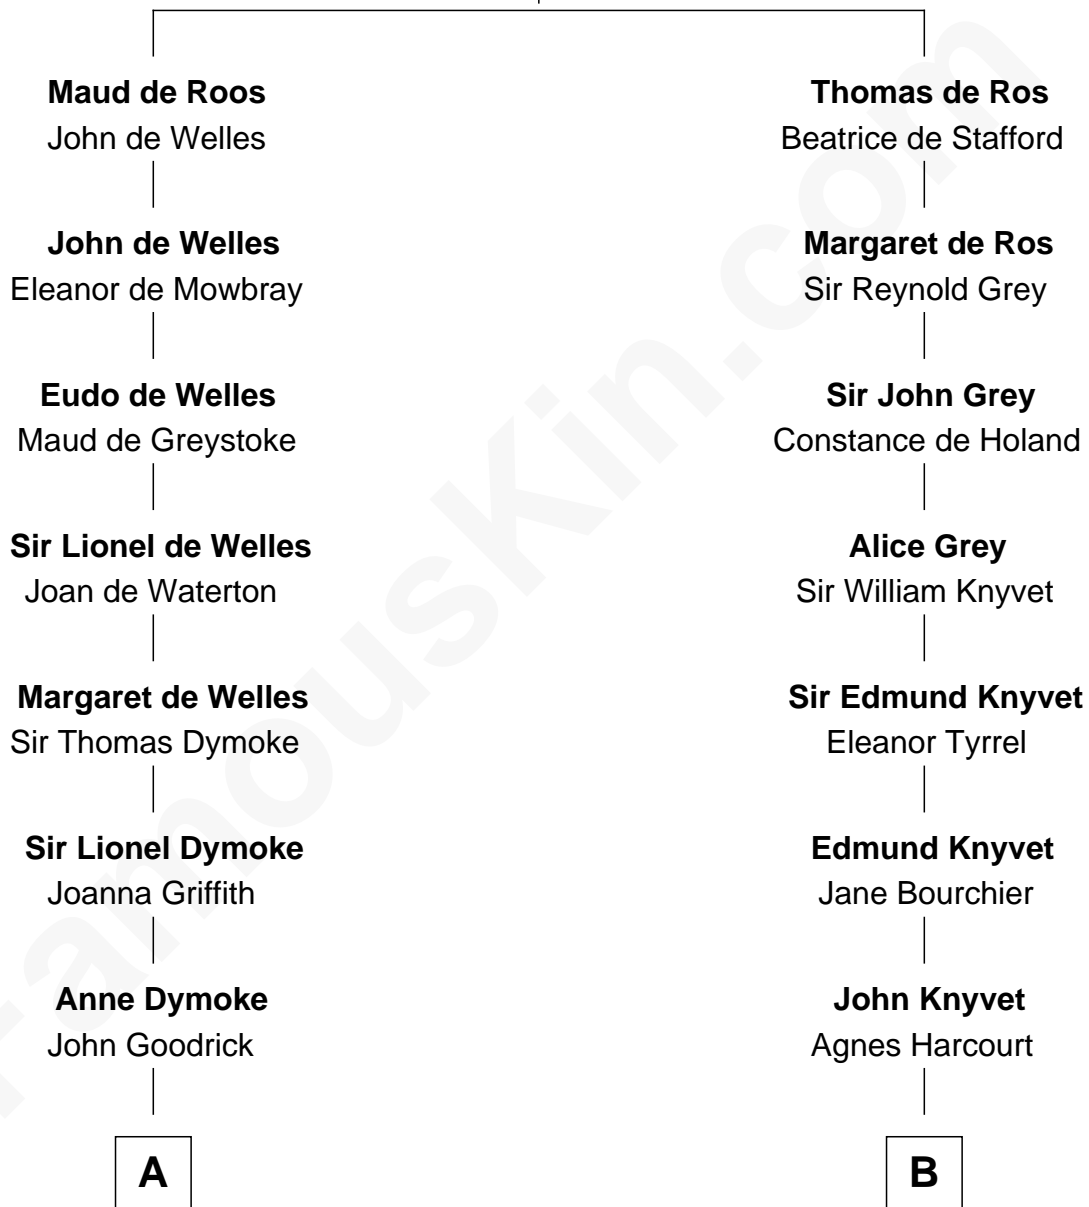 Maud de Roos
John de Welles
Thomas de Ros
Beatrice de Stafford
John de Welles
Eleanor de Mowbray
Margaret de Ros
Sir Reynold Grey
Eudo de Welles
Maud de Greystoke
Sir John Grey
Constance de Holand
Sir Lionel de Welles
Joan de Waterton
Alice Grey
Sir William Knyvet
Margaret de Welles
Sir Thomas Dymoke
Sir Edmund Knyvet
Eleanor Tyrrel
Sir Lionel Dymoke
Joanna Griffith
Edmund Knyvet
Jane Bourchier
Anne Dymoke
John Goodrick
John Knyvet
Agnes Harcourt
A
B
FamousKin.com